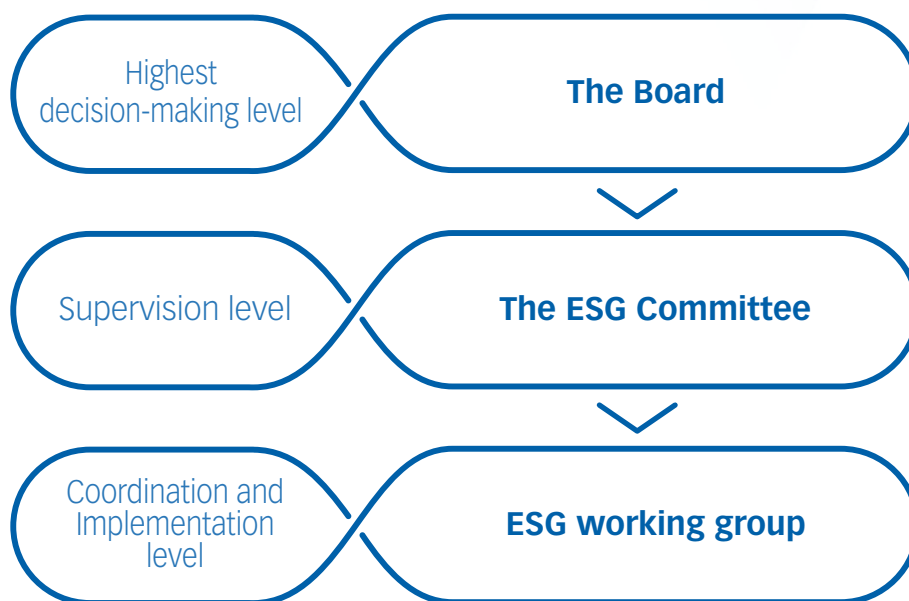 Highest
decision-making level
The Board
Supervision level
The ESG Committee
Coordination and
Implementation
level
ESG working group